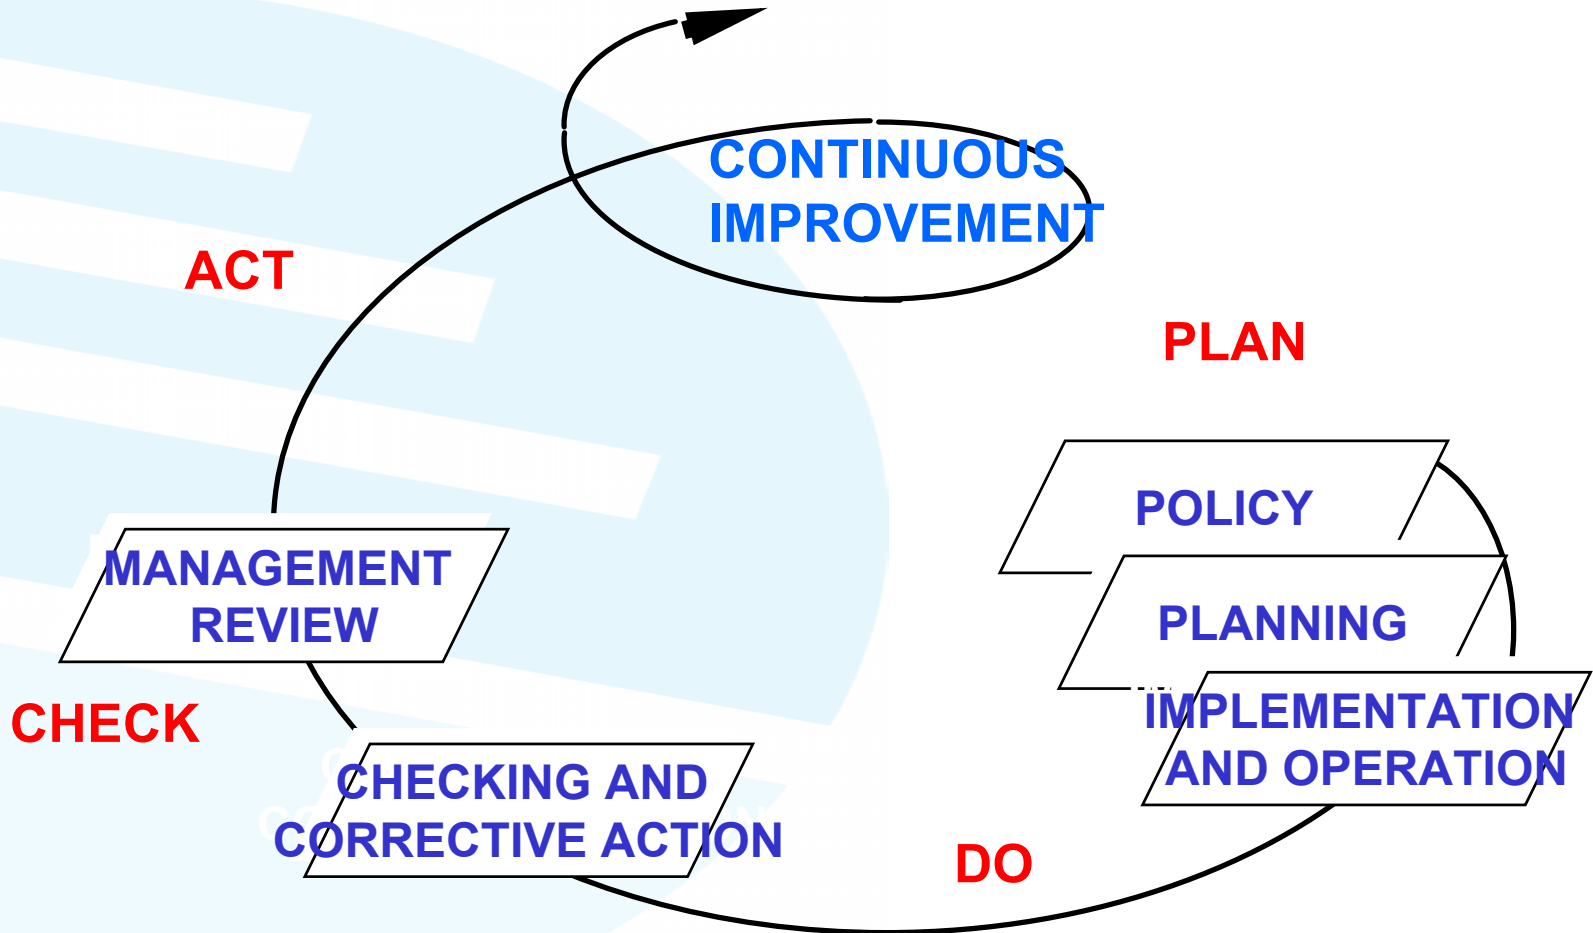 CONTINUOUS
IMPROVEMENT
ACT
PLAN
POLICY
MANAGEMENT
REVIEW
PLANNING
CHECK
IMPLEMENTATION
AND OPERATION
CHECKING AND
CORRECTIVE ACTION
DO